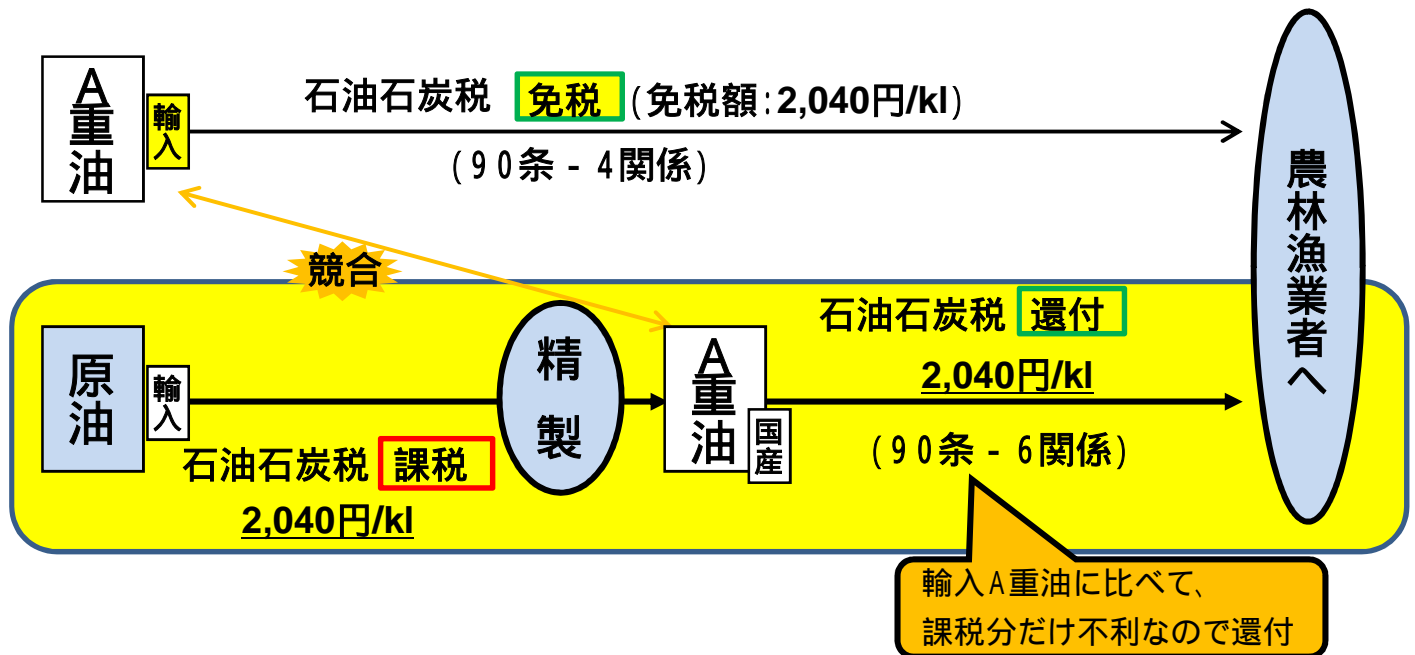 A重油
輸入
石油石炭税 免税 (免税額:2,040円/kl)
(90条-4関係)
競合
農林漁業者へ
原油
輸入
石油石炭税 課税
2,040円/kl
精製
A重油
国産
石油石炭税 還付
2,040円/kl
(90条-6関係)
輸入A重油に比べて、
課税分だけ不利なので還付